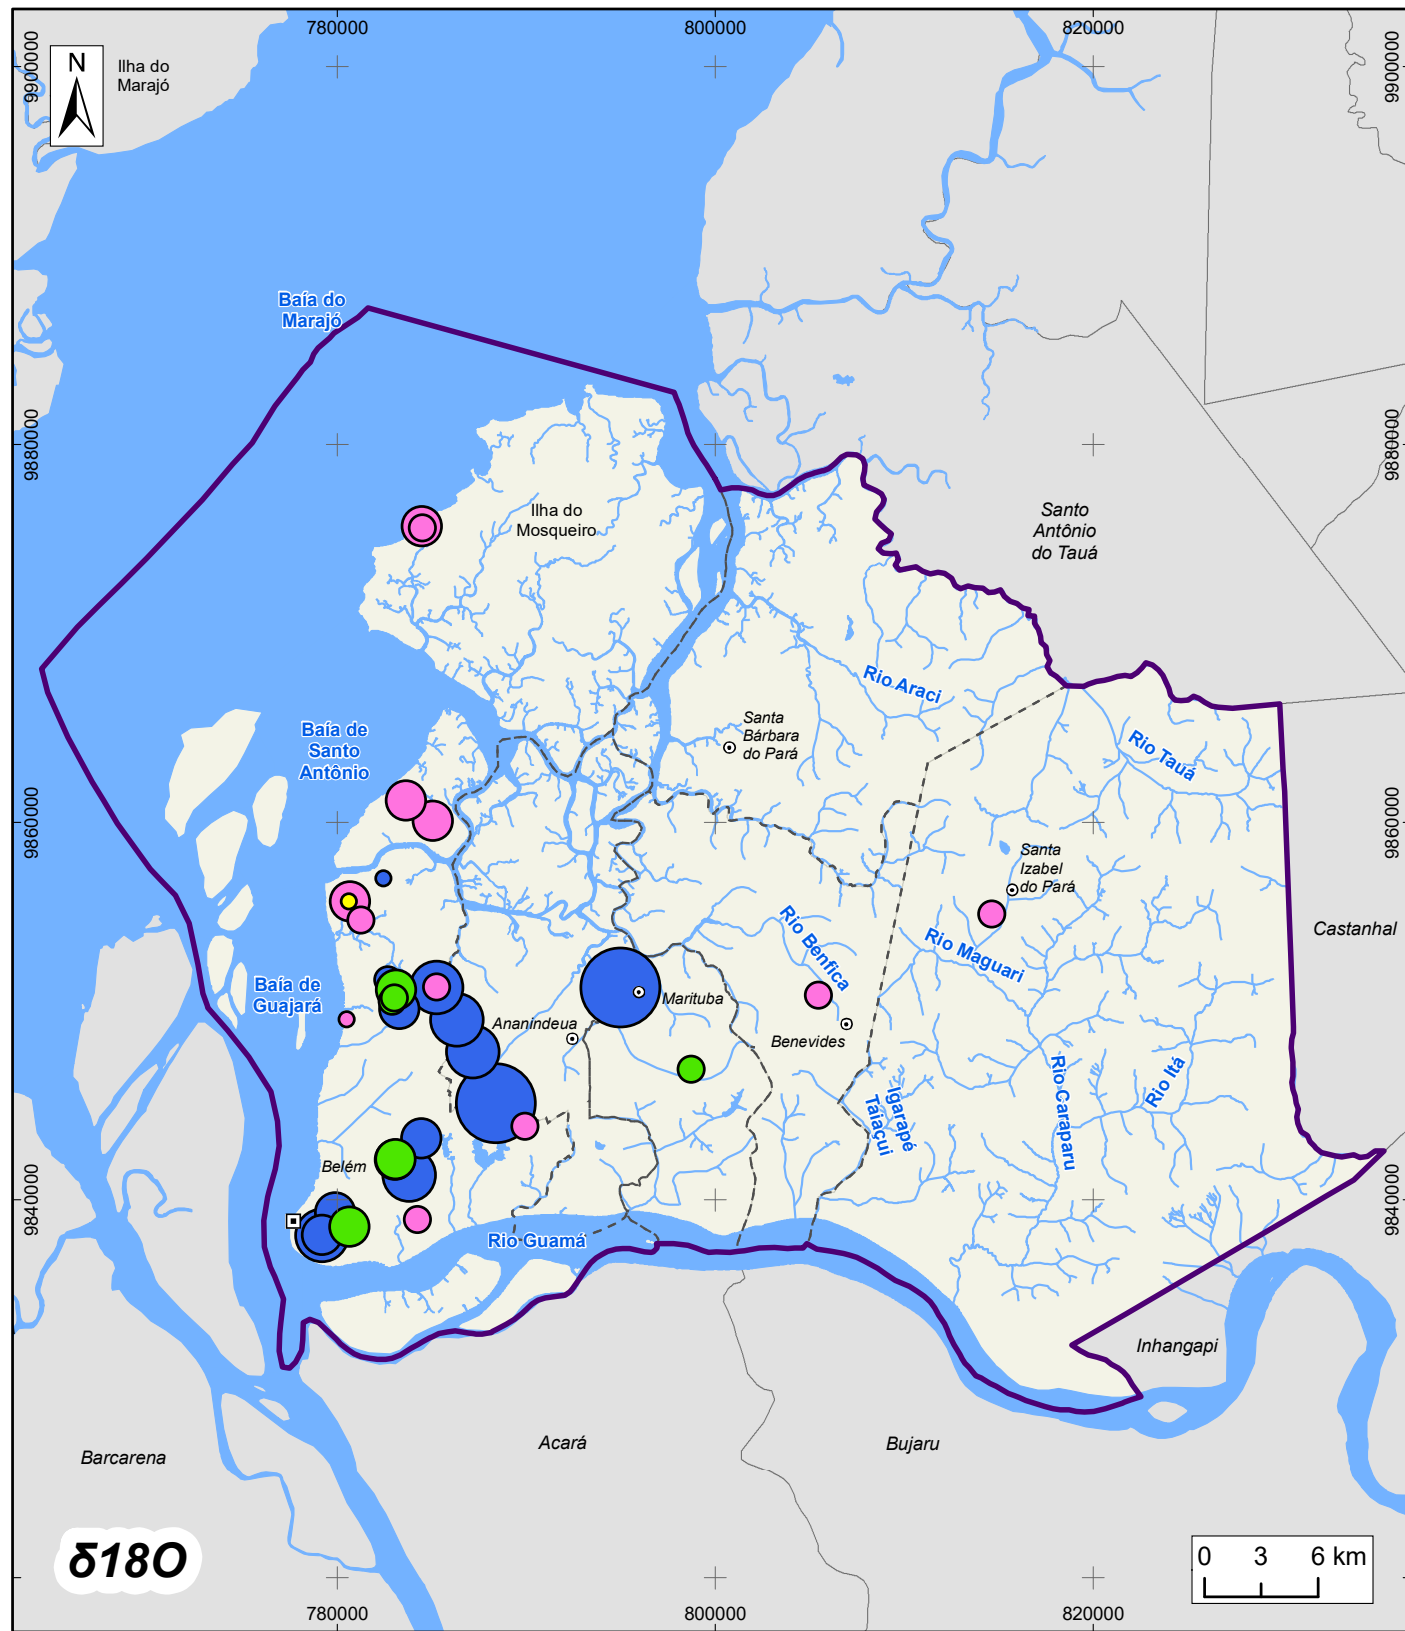 780000
800000
820000
9900000
9900000
N
Ilha do
Marajó
Baía do
Marajó
9880000
9880000
Ilha do
Mosqueiro
Santo
Antônio
do Tauá
Rio Araci
Santa
Bárbara
do Pará
Rio Tauá
Baía de
Santo
Antônio
9860000
9860000
Santa
Izabel
do Pará
Castanhal
Rio Benfica
Rio Maguari
Baía de
Guajará
Marituba
Ananindeua
Benevides
Igarapé
Taiaçui
Rio Caraparu
Rio Itá
Belém
9840000
9840000
Rio Guamá
Inhangapi
Acará
Bujaru
Barcarena
δ18O
0 3 6 km
780000
800000
820000